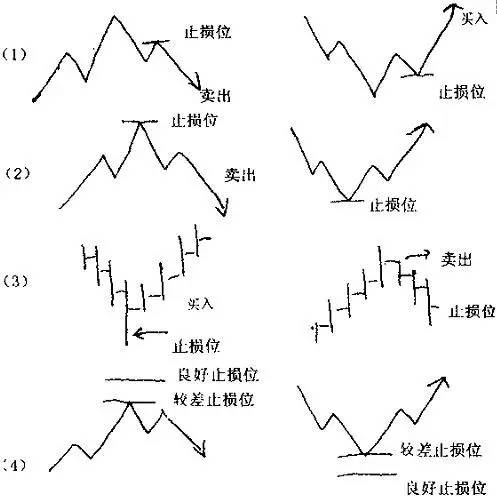 (1)
止损位
卖出
买入
止损位
(2)
止损位
卖出
止损位
(3)
买入
止损位
卖出
止损位
(4)
良好止损位
较差止损位
较差止损位
良好止损位